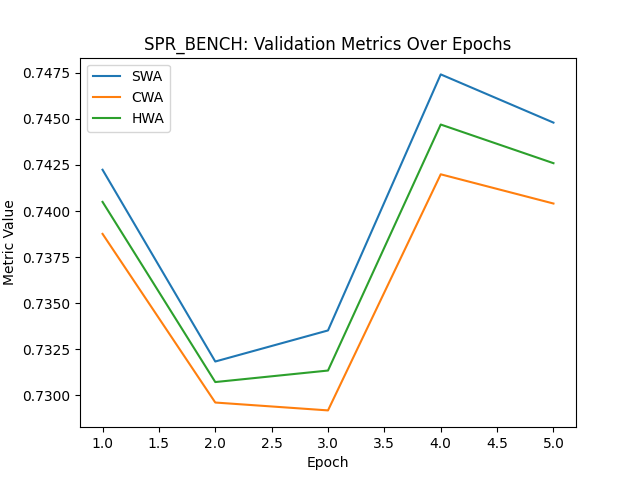 SPR_BENCH: Validation Metrics Over Epochs
SWA
CWA
HWA
Metric Value
0.7475
0.7450
0.7425
0.7400
0.7375
0.7350
0.7325
0.7300
1.0 1.5 2.0 2.5 3.0 3.5 4.0 4.5 5.0
Epoch